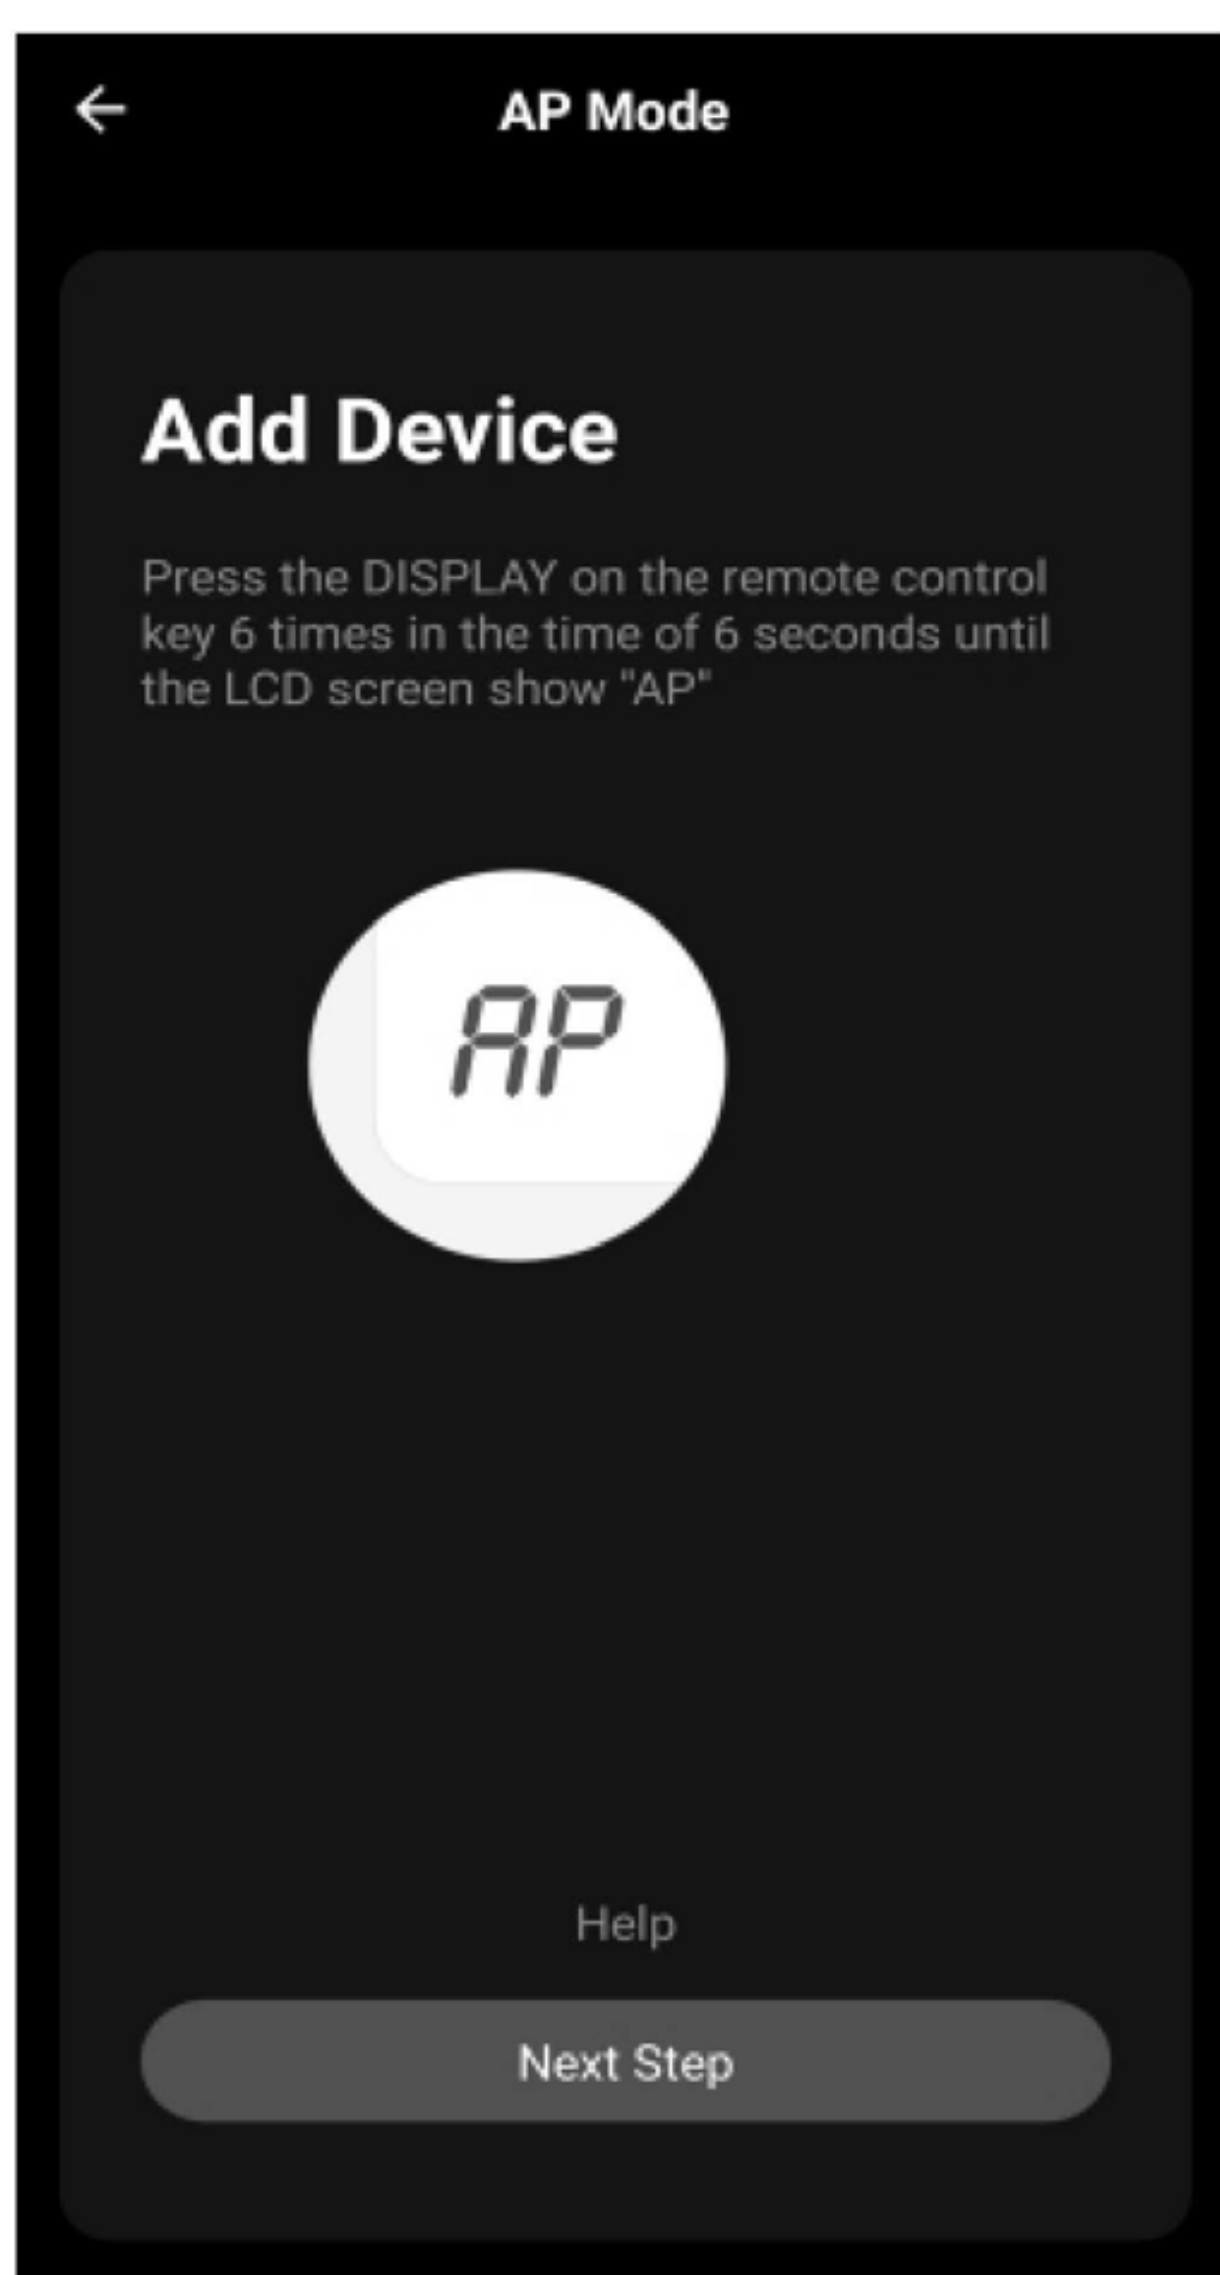 AP Mode
Add Device
Press the DISPLAY on the remote control
key 6 times in the time of 6 seconds until
the LCD screen show "AP"
AP
Help
Next Step